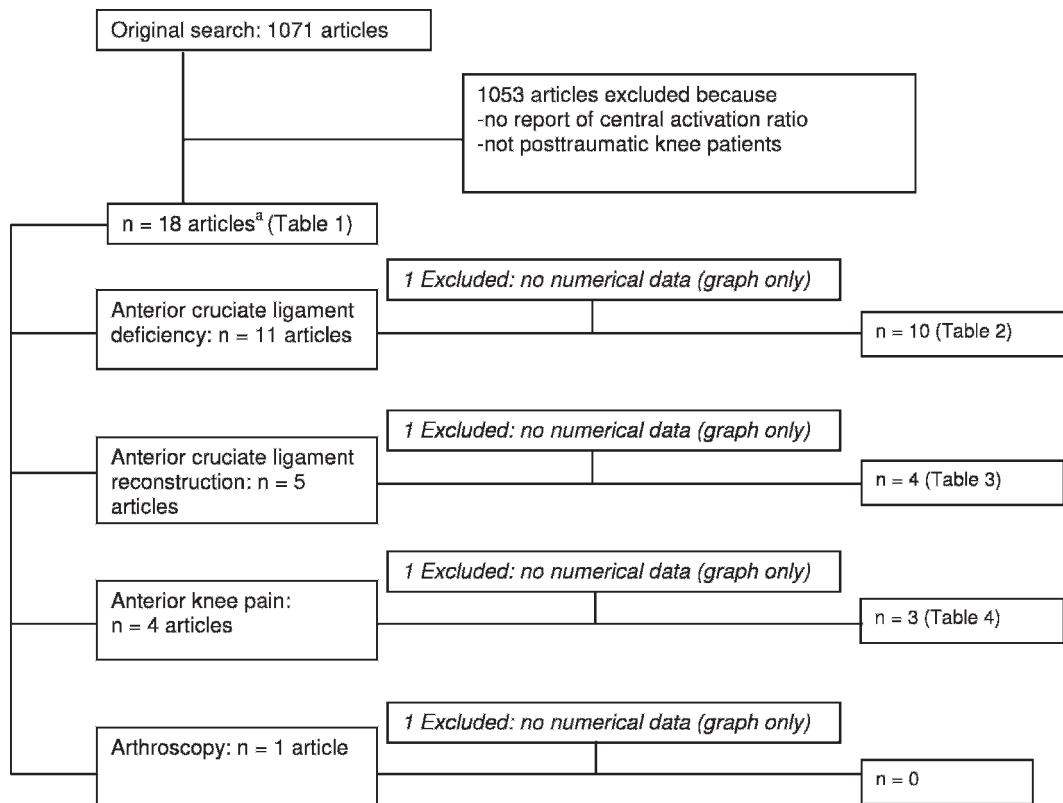 Original search: 1071 articles
1053 articles excluded because
-no report of central activation ratio
-not posttraumatic knee patients
n = 18 articlesª (Table 1)
1 Excluded: no numerical data (graph only)
Anterior cruciate ligament
deficiency: n = 11 articles
n = 10 (Table 2)
1 Excluded: no numerical data (graph only)
Anterior cruciate ligament
reconstruction: n = 5
articles
n = 4 (Table 3)
1 Excluded: no numerical data (graph only)
Anterior knee pain:
n = 4 articles
n = 3 (Table 4)
1 Excluded: no numerical data (graph only)
Arthroscopy: n = 1 article
n = 0